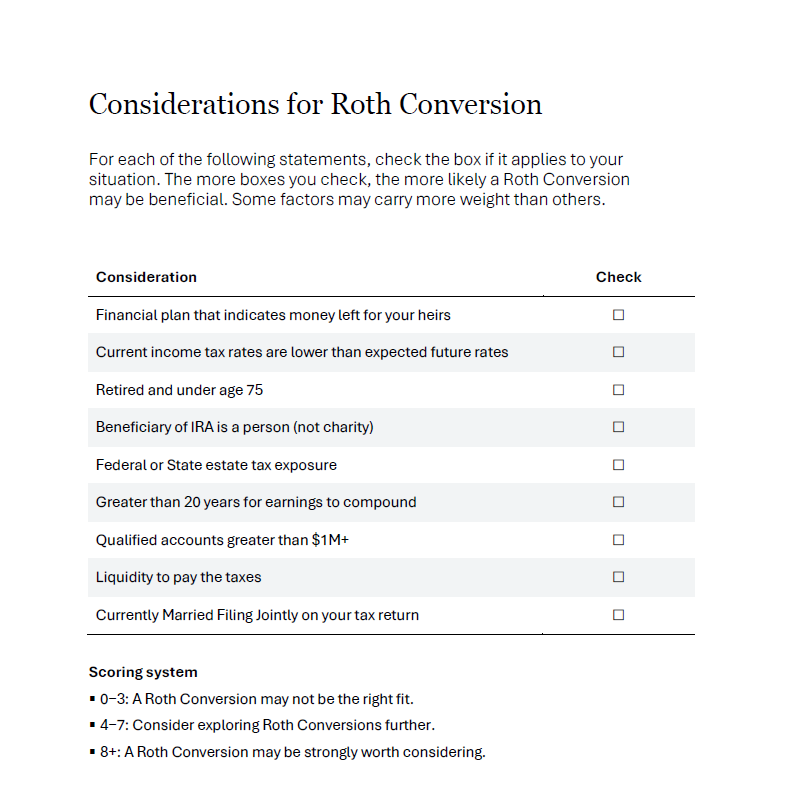 Considerations for Roth Conversion
For each of the following statements, check the box if it applies to your
situation. The more boxes you check, the more likely a Roth Conversion
may be beneficial. Some factors may carry more weight than others.
Consideration Check
Financial plan that indicates money left for your heirs ☐
Current income tax rates are lower than expected future rates ☐
Retired and under age 75 ☐
Beneficiary of IRA is a person (not charity) ☐
Federal or State estate tax exposure ☐
Greater than 20 years for earnings to compound ☐
Qualified accounts greater than $1M+ ☐
Liquidity to pay the taxes ☐
Currently Married Filing Jointly on your tax return ☐
Scoring system
▪ 0–3: A Roth Conversion may not be the right fit.
▪ 4–7: Consider exploring Roth Conversions further.
▪ 8+: A Roth Conversion may be strongly worth considering.